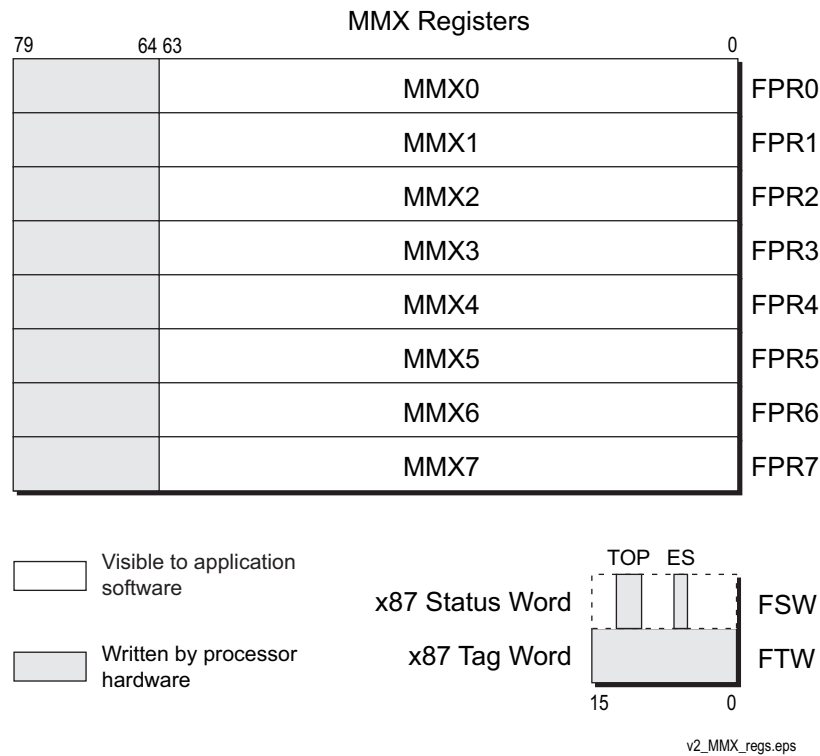 MMX Registers
79 64 63 0
MMX0 FPR0
MMX1 FPR1
MMX2 FPR2
MMX3 FPR3
MMX4 FPR4
MMX5 FPR5
MMX6 FPR6
MMX7 FPR7
Visible to application
software
Written by processor
hardware
TOP ES
x87 Status Word FSW
x87 Tag Word FTW
15 0
v2_MMX_regs.eps